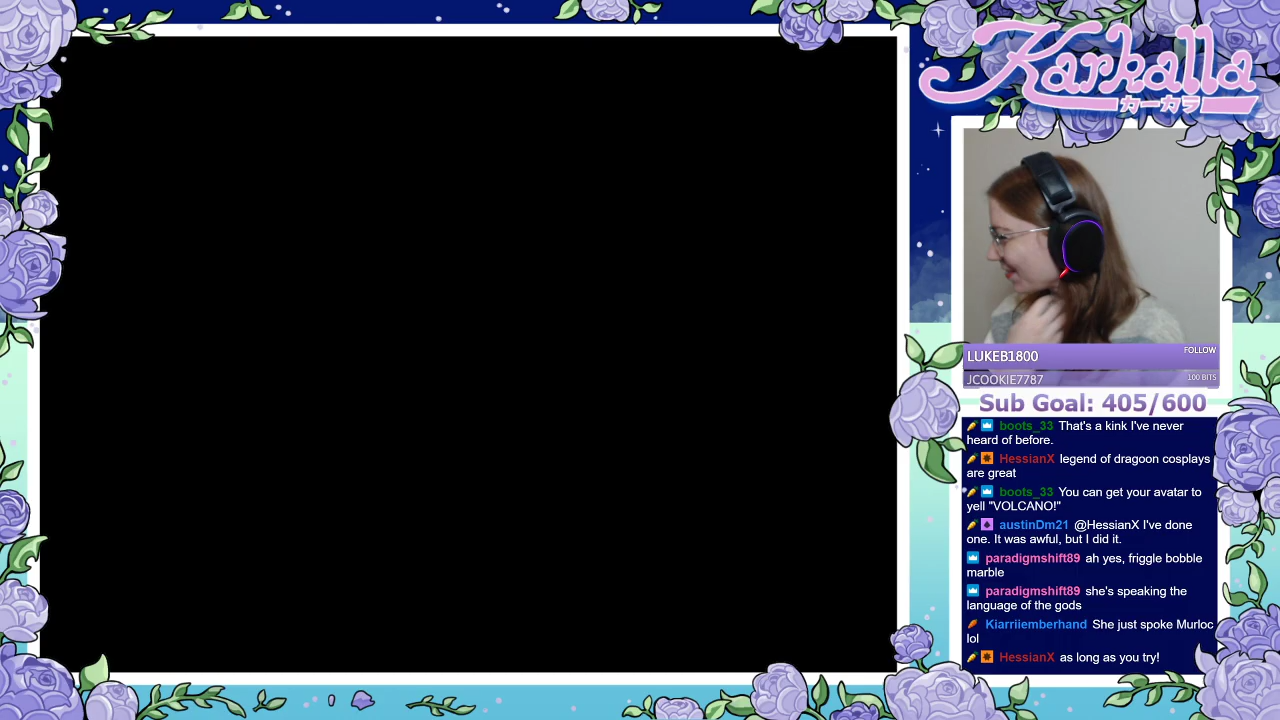 Karkalla
カーカラ
LUKEB1800
FOLLOW
JCOOKIE7787
100 BITS
Sub Goal: 405/600
boots_33 That's a kink I've never
heard of before.
HessianX legend of dragoon cosplays
are great
boots_33 You can get your avatar to
yell "VOLCANO!"
austinDm21 @HessianX I've done
one. It was awful, but I did it.
paradigmshift89 ah yes, friggle bobble
marble
paradigmshift89 she's speaking the
language of the gods
Kiarriiemberhand She just spoke Murloc
lol
HessianX as long as you try!